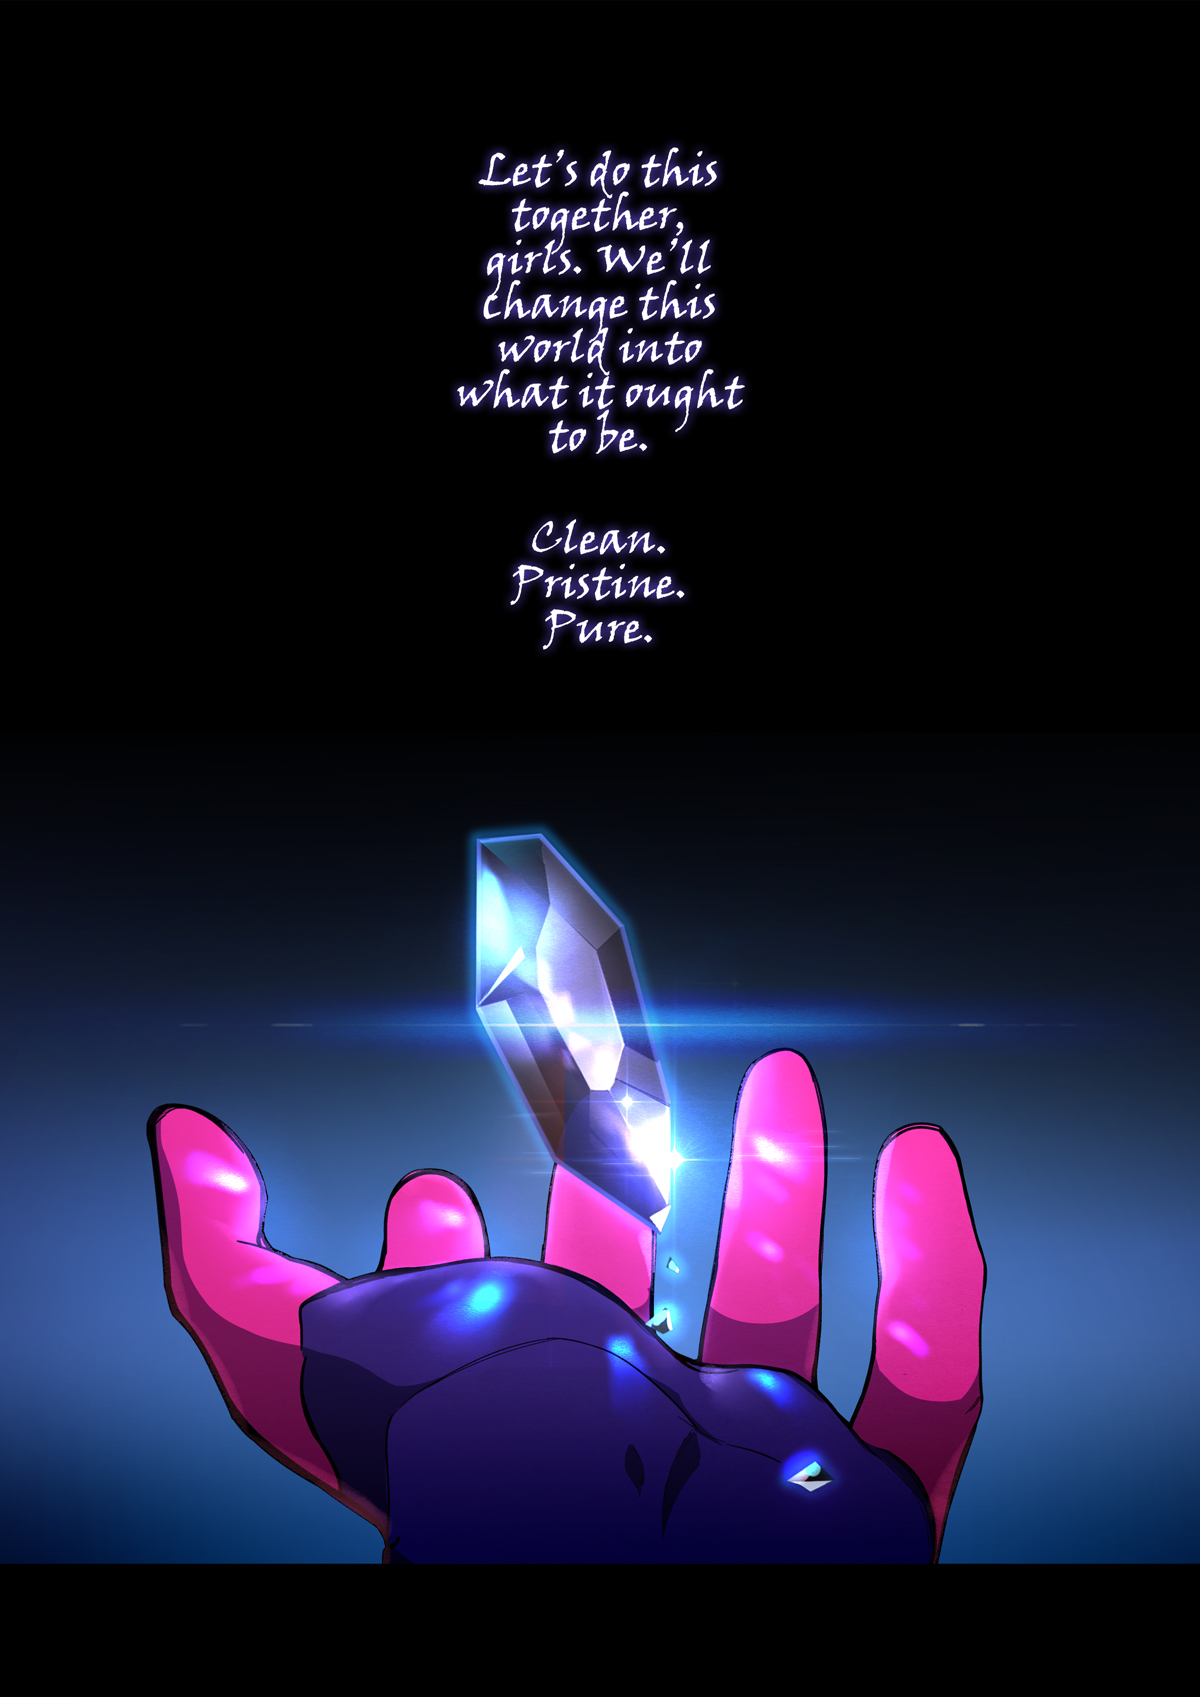 Let's do this
together,
girls. We'll
change this
world into
what it ought
to be.
Clean.
Pristine.
Pure.